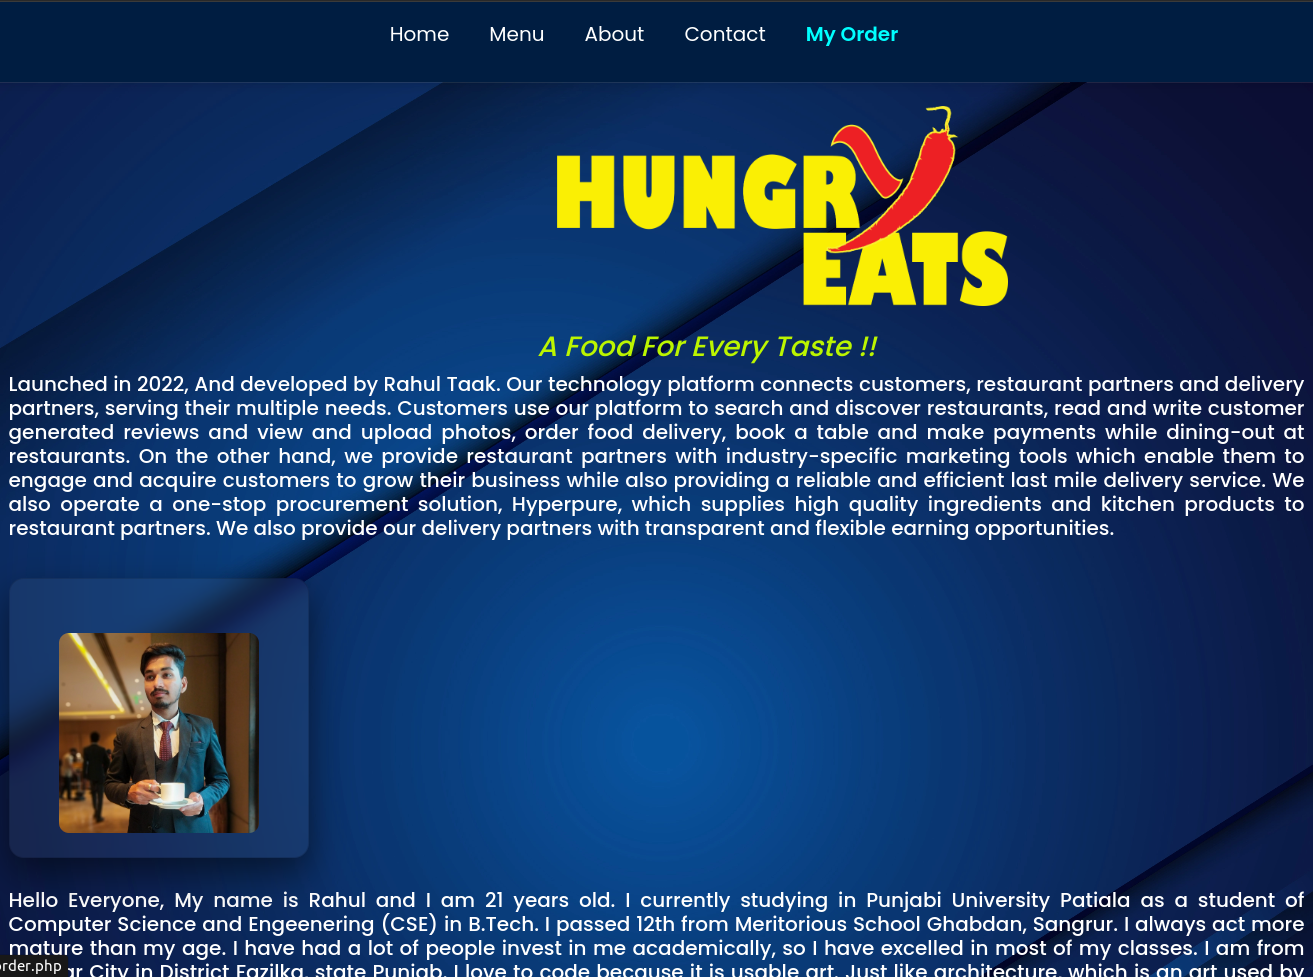 Home Menu About Contact My Order
HUNGRY
EATS
A Food For Every Taste !!
Launched in 2022, And developed by Rahul Taak. Our technology platform connects customers, restaurant partners and delivery
partners, serving their multiple needs. Customers use our platform to search and discover restaurants, read and write customer
generated reviews and view and upload photos, order food delivery, book a table and make payments while dining-out at
restaurants. On the other hand, we provide restaurant partners with industry-specific marketing tools which enable them to
engage and acquire customers to grow their business while also providing a reliable and efficient last mile delivery service. We
also operate a one-stop procurement solution, Hyperpure, which supplies high quality ingredients and kitchen products to
restaurant partners. We also provide our delivery partners with transparent and flexible earning opportunities.
Hello Everyone, My name is Rahul and I am 21 years old. I currently studying in Punjabi University Patiala as a student of
Computer Science and Engeenering (CSE) in B.Tech. I passed 12th from Meritorious School Ghabdan, Sangrur. I always act more
mature than my age. I have had a lot of people invest in me academically, so I have excelled in most of my classes. I am from
City in District Fazilka, state Punjab. I love to code because it is usable art. Just like architecture, which is an art used by
order.php